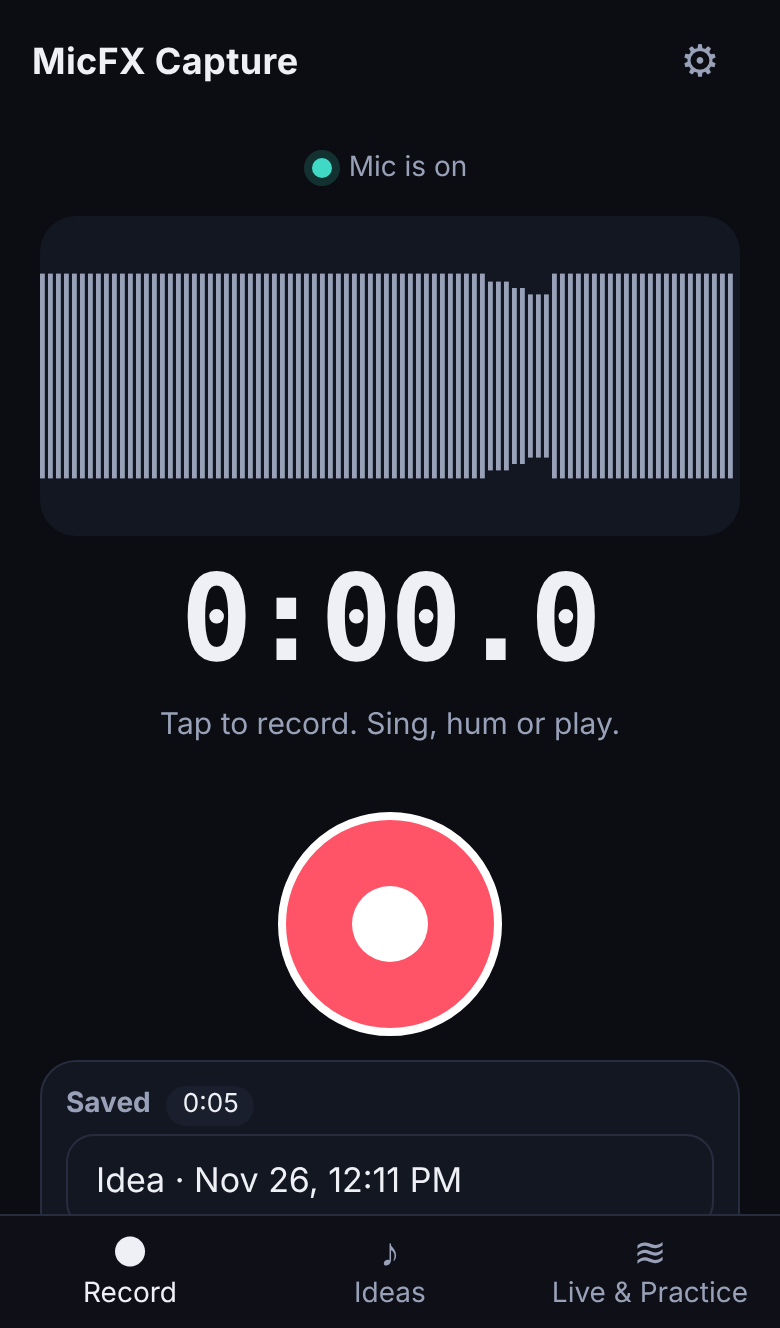 MicFX Capture
Mic is on
0:00.0
Tap to record. Sing, hum or play.
Saved 0:05
Idea · Nov 26, 12:11 PM
Record
Ideas
Live & Practice